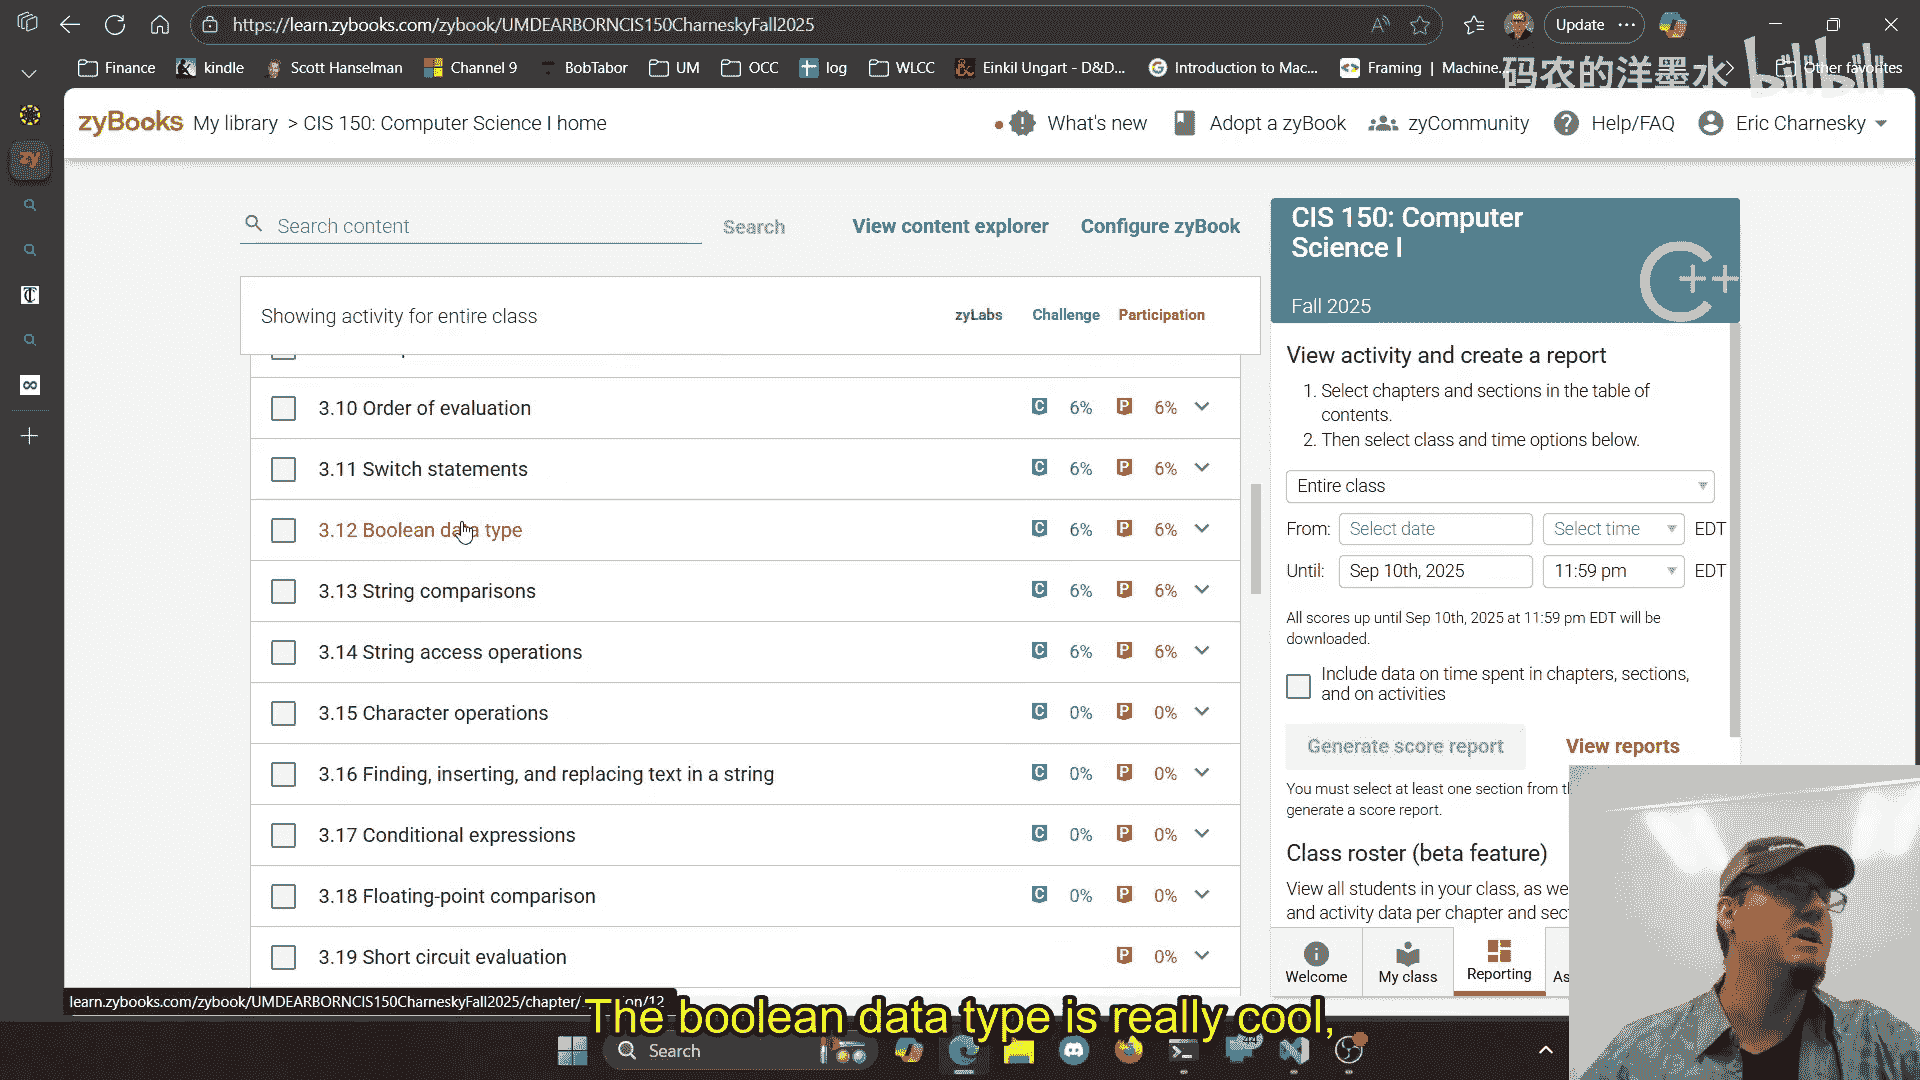 https://learn.zybooks.com/zybook/UMDEARBORNCIS150CharneskyFall2025
Update
Finance
kindle
Scott Hanselman
Channel 9
BobTabor
UM
OCC
log
WLCC
Einkil Ungart - D&D...
Introduction to Mac...
Framing | Machine...
Other favorites
码农的洋墨水
bilibili
zyBooks My library > CIS 150: Computer Science I home
What's new
Adopt a zyBook
zyCommunity
Help/FAQ
Eric Charnesky
zy
Search content
Search
View content explorer
Configure zyBook
Showing activity for entire class
zyLabs Challenge Participation
3.10 Order of evaluation C 6% P 6%
3.11 Switch statements C 6% P 6%
3.12 Boolean data type C 6% P 6%
3.13 String comparisons C 6% P 6%
3.14 String access operations C 6% P 6%
3.15 Character operations C 0% P 0%
3.16 Finding, inserting, and replacing text in a string C 0% P 0%
3.17 Conditional expressions C 0% P 0%
3.18 Floating-point comparison C 0% P 0%
3.19 Short circuit evaluation P 0%
CIS 150: Computer
Science I
C++
Fall 2025
View activity and create a report
1. Select chapters and sections in the table of
contents.
2. Then select class and time options below.
Entire class
From: Select date Select time EDT
Until: Sep 10th, 2025 11:59 pm EDT
All scores up until Sep 10th, 2025 at 11:59 pm EDT will be
downloaded.
Include data on time spent in chapters, sections,
and on activities
Generate score report
View reports
You must select at least one section from
generate a score report.
Class roster (beta feature)
View all students in your class, as we
and activity data per chapter and sec
Welcome
My class
Reporting
As
learn.zybooks.com/zybook/UMDEARBORNCIS150CharneskyFall2025/chapter/
on/12
The boolean data type is really cool,
Search